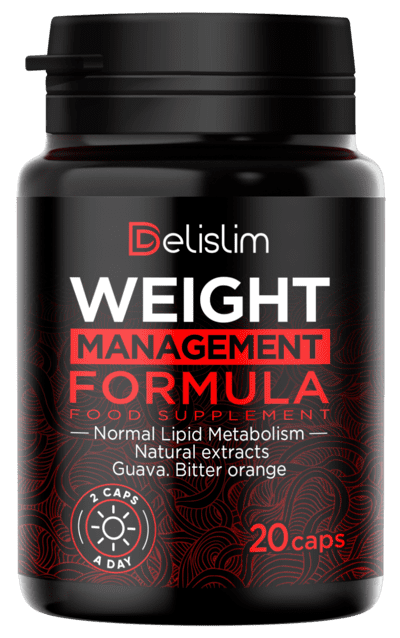 Delislim
WEIGHT
MANAGEMENT
FORMULA
FOOD SUPPLEMENT
— Normal Lipid Metabolism —
Natural extracts
Guava. Bitter orange
2 CAPS
A DAY
20 caps